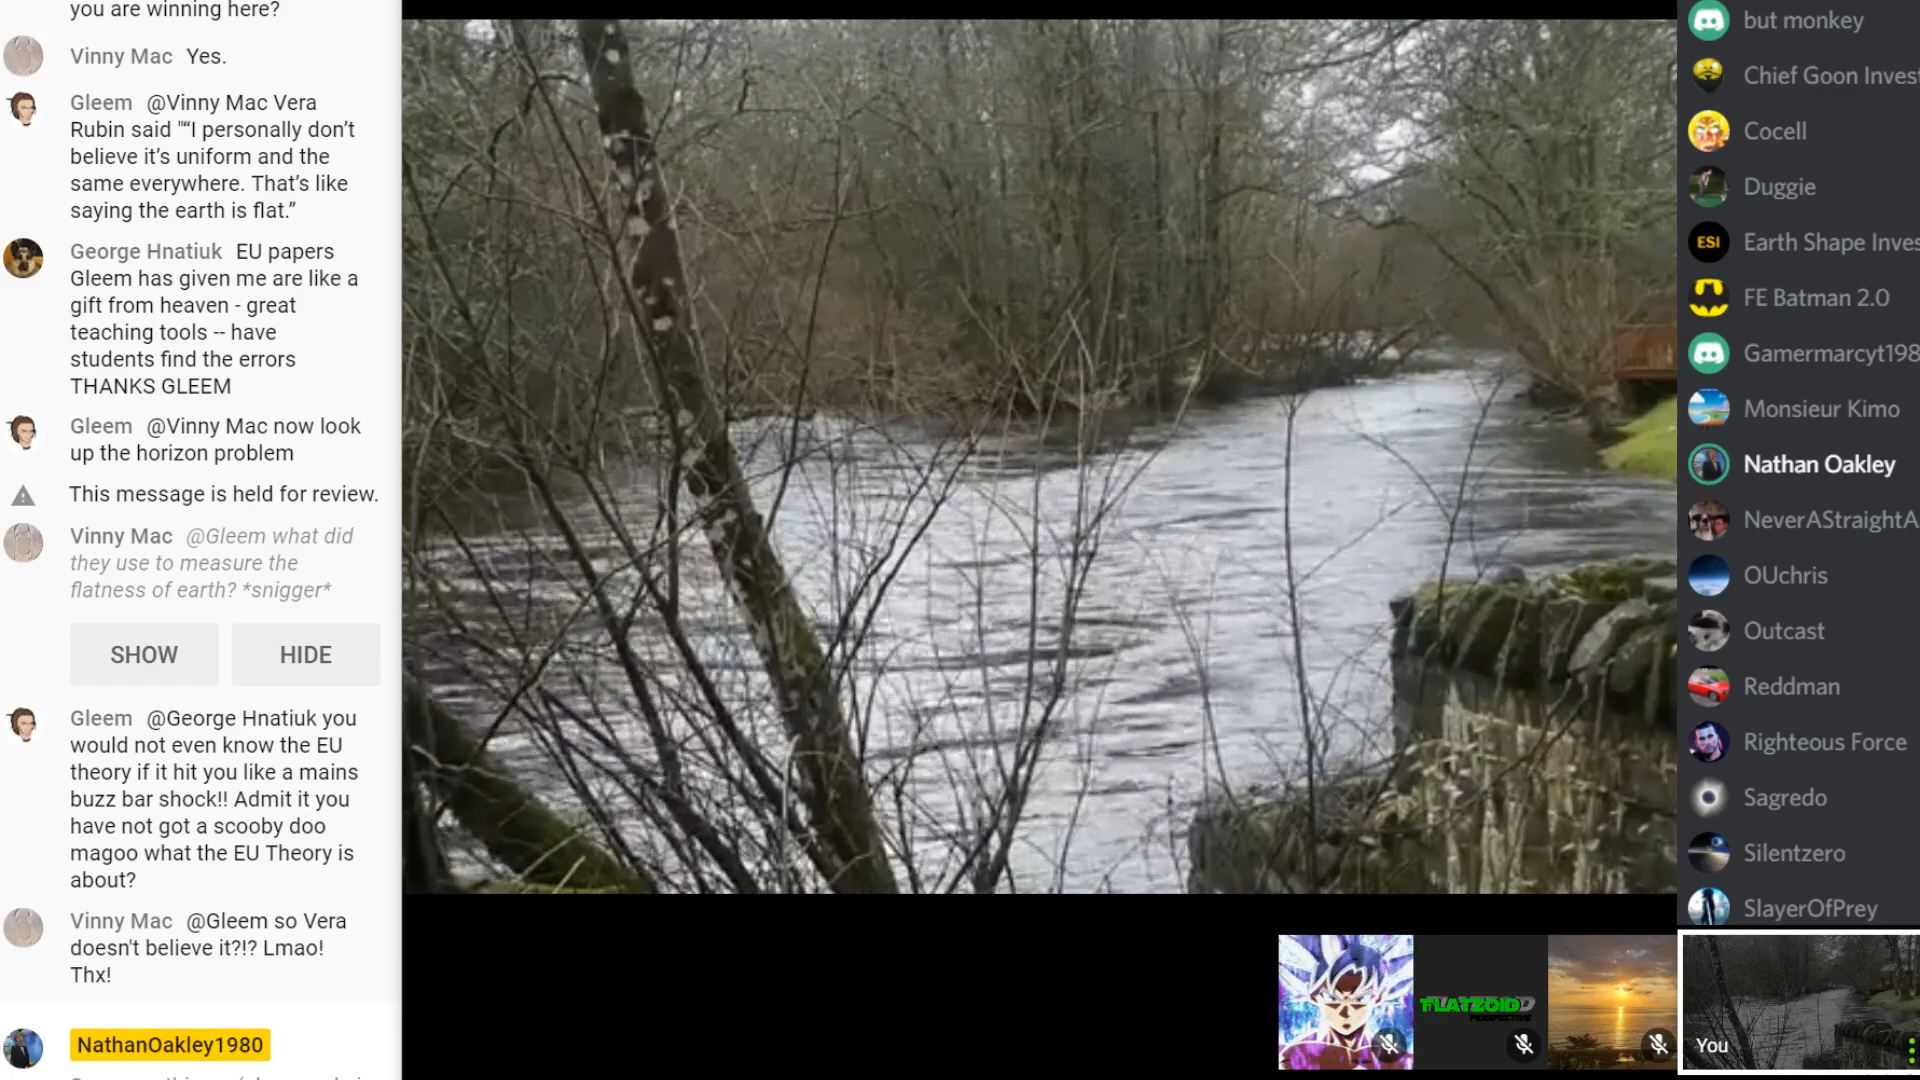 you are winning here?
Vinny Mac Yes.
Gleem @Vinny Mac Vera
Rubin said "“I personally don’t
believe it’s uniform and the
same everywhere. That’s like
saying the earth is flat.”
George Hnatiuk EU papers
Gleem has given me are like a
gift from heaven - great
teaching tools -- have
students find the errors
THANKS GLEEM
Gleem @Vinny Mac now look
up the horizon problem
This message is held for review.
Vinny Mac @Gleem what did
they use to measure the
flatness of earth? *snigger*
SHOW HIDE
Gleem @George Hnatiuk you
would not even know the EU
theory if it hit you like a mains
buzz bar shock!! Admit it you
have not got a scooby doo
magoo what the EU Theory is
about?
Vinny Mac @Gleem so Vera
doesn't believe it?!? Lmao!
Thx!
NathanOakley1980
but monkey
Chief Goon Invest
Cocell
Duggie
ESI
Earth Shape Inves
FE Batman 2.0
Gamermarcyt198
Monsieur Kimo
Nathan Oakley
NeverAStraightA
OUchris
Outcast
Reddman
Righteous Force
Sagredo
Silentzero
SlayerOfPrey
FLATZOID
PERSPECTIVE
You